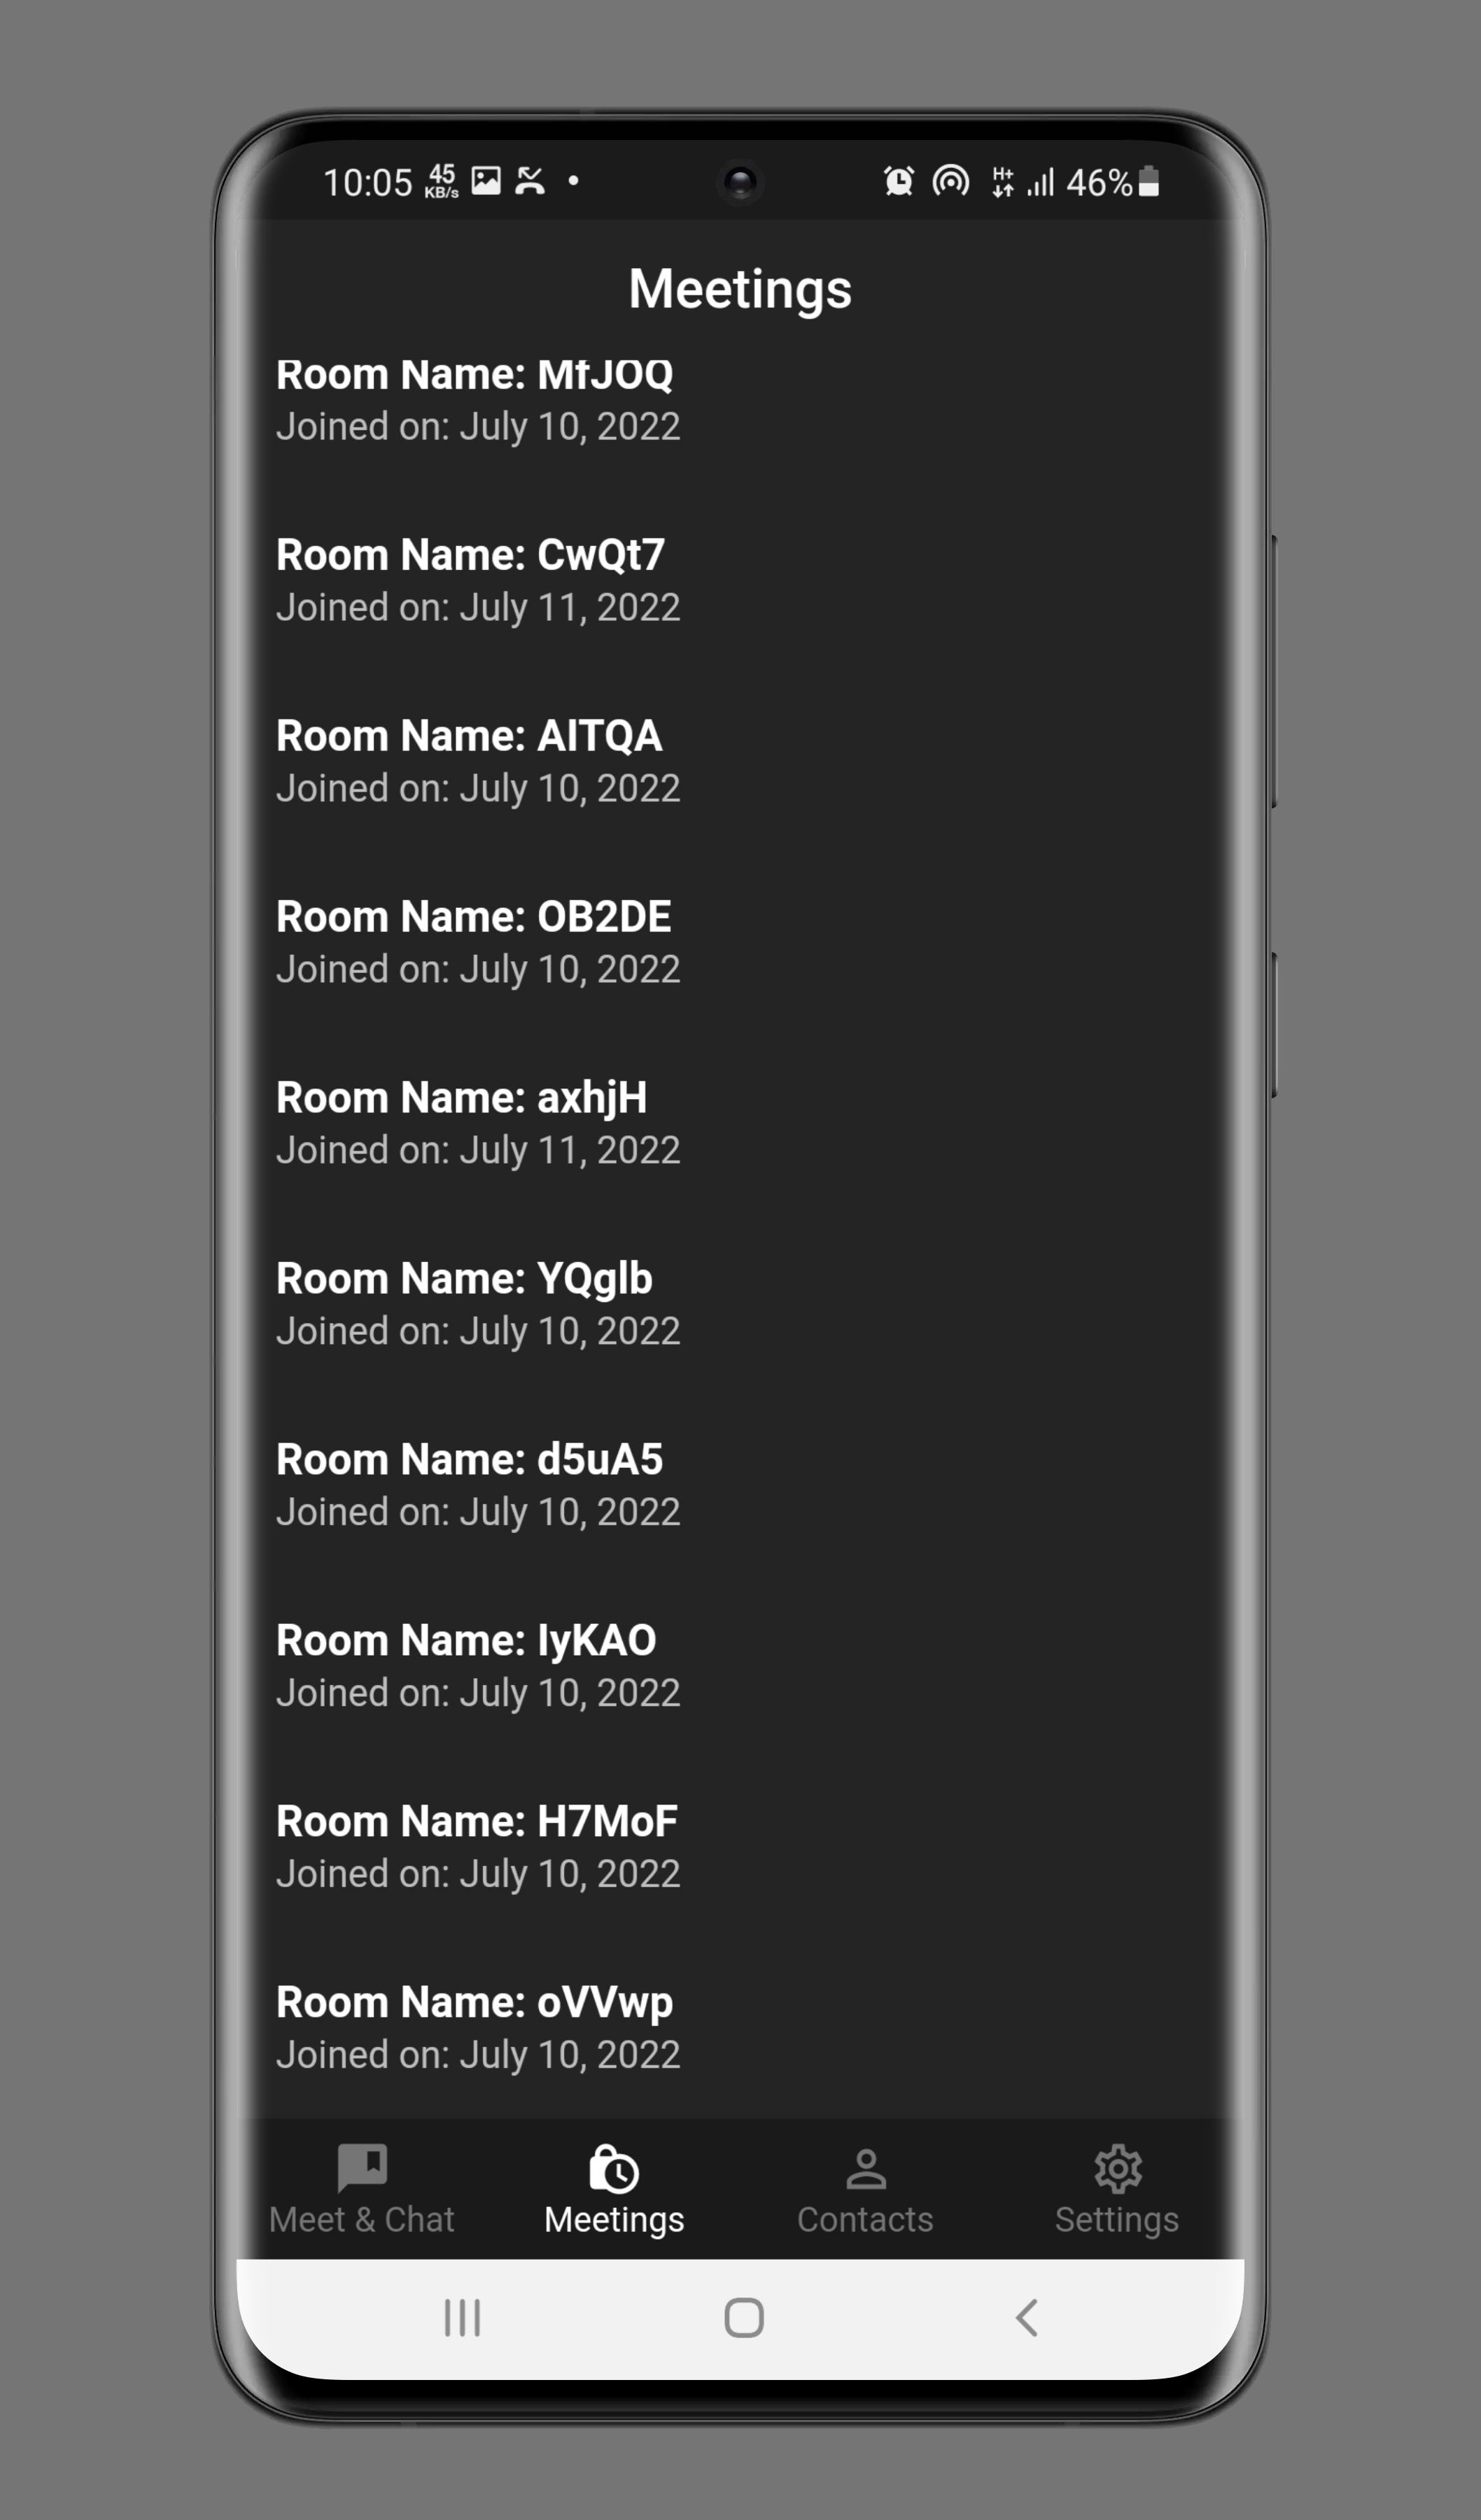 10:05 45 KB/s H+ 46%
Meetings
Room Name: MfJOQ
Joined on: July 10, 2022
Room Name: CwQt7
Joined on: July 11, 2022
Room Name: AITQA
Joined on: July 10, 2022
Room Name: OB2DE
Joined on: July 10, 2022
Room Name: axhjH
Joined on: July 11, 2022
Room Name: YQglb
Joined on: July 10, 2022
Room Name: d5uA5
Joined on: July 10, 2022
Room Name: IyKAO
Joined on: July 10, 2022
Room Name: H7MoF
Joined on: July 10, 2022
Room Name: oVVwp
Joined on: July 10, 2022
Meet & Chat Meetings Contacts Settings